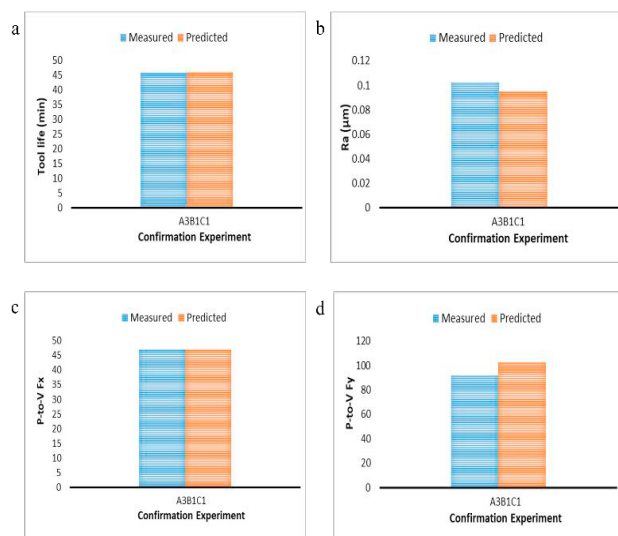 a
Measured Predicted
50
45
40
35
30
25
20
15
10
5
0
Tool life (min)
A3B1C1
Confirmation Experiment
b
Measured Predicted
0.12
0.1
0.08
0.06
0.04
0.02
0
Ra (μm)
A3B1C1
Confirmation Experiment
c
Measured Predicted
50
45
40
35
30
25
20
15
10
5
0
P-to-V Fx
A3B1C1
Confirmation Experiment
d
Measured Predicted
120
100
80
60
40
20
0
P-to-V Fy
A3B1C1
Confirmation Experiment